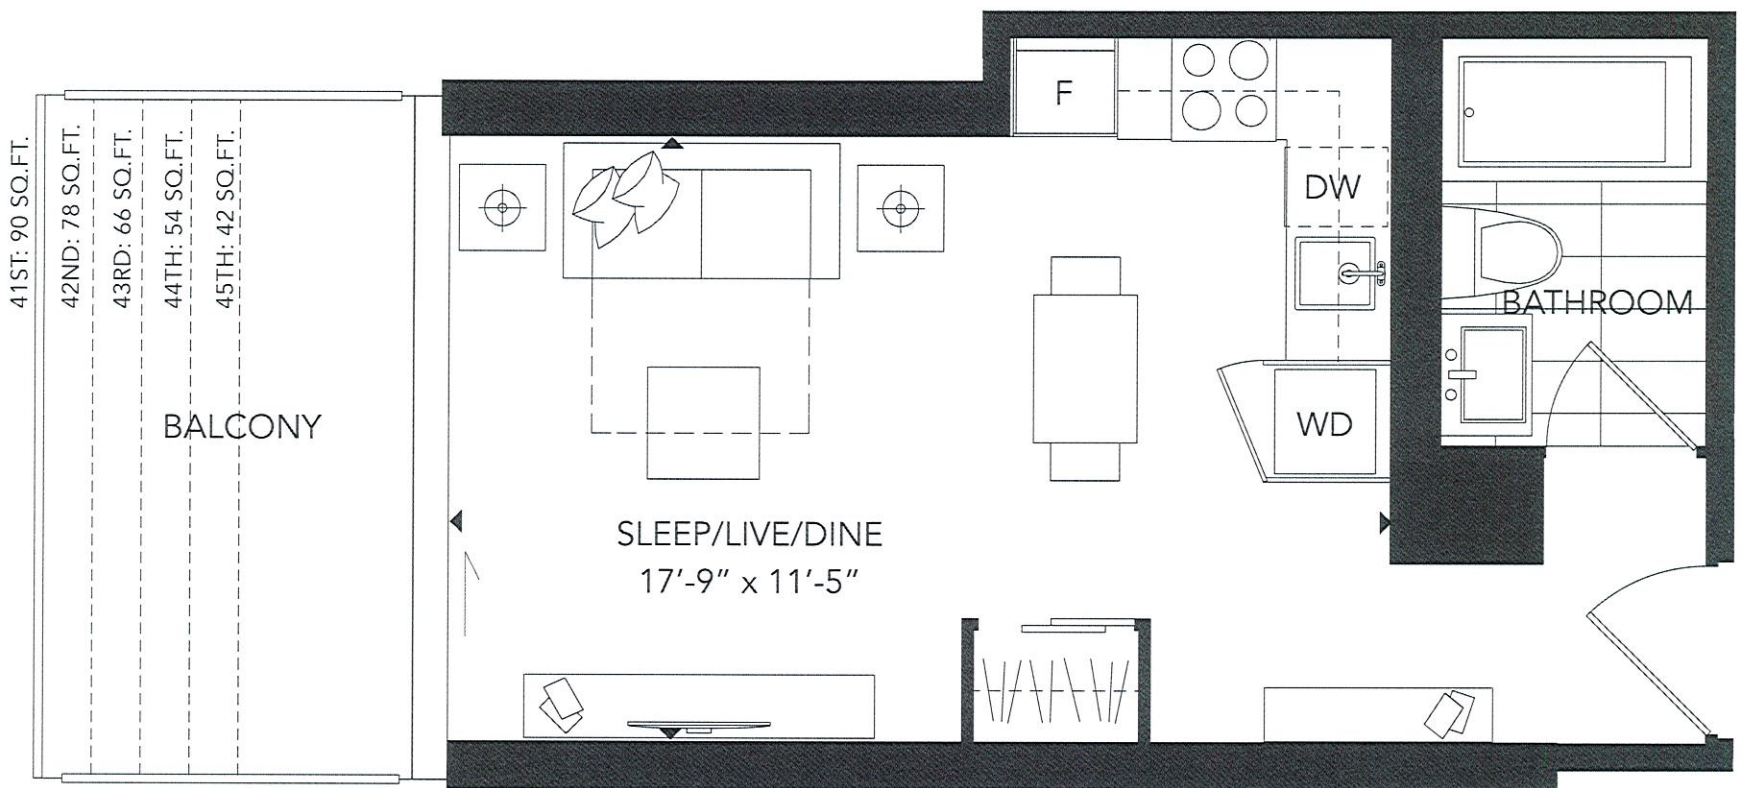 41ST: 90 SQ.FT.
42ND: 78 SQ.FT.
43RD: 66 SQ.FT.
44TH: 54 SQ.FT.
45TH: 42 SQ.FT.
BALCONY
F
DW
BATHROOM
WD
SLEEP/LIVE/DINE
17'-9" x 11'-5"